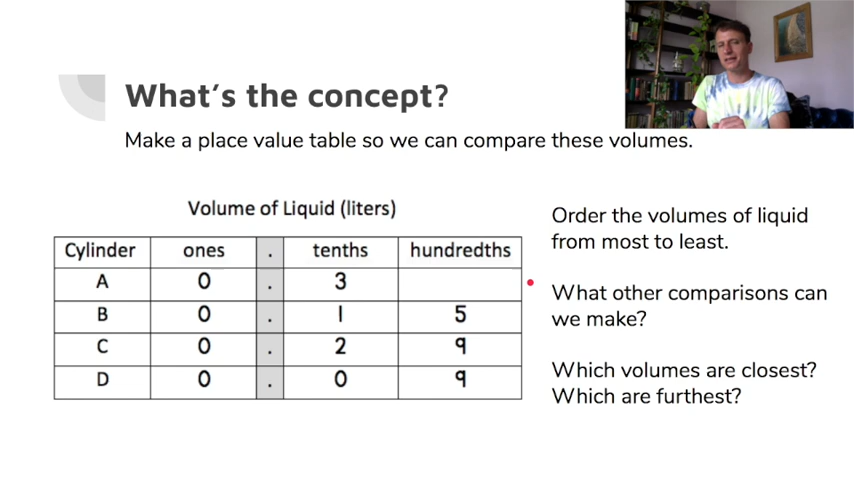 What's the concept?
Make a place value table so we can compare these volumes.
Volume of Liquid (liters)
Cylinder ones . tenths hundredths
A 0 . 3
B 0 . 1 5
C 0 . 2 9
D 0 . 0 9
Order the volumes of liquid
from most to least.
What other comparisons can
we make?
Which volumes are closest?
Which are furthest?